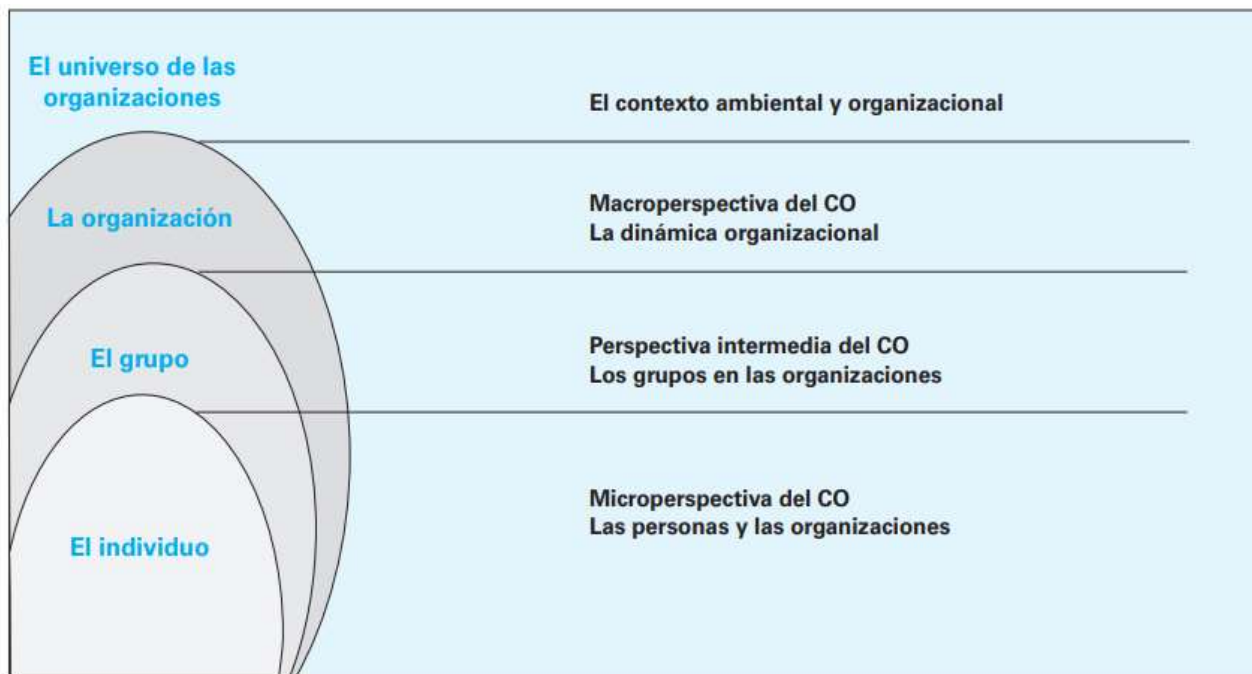 El universo de las
organizaciones
El contexto ambiental y organizacional
La organización
Macroperspectiva del CO
La dinámica organizacional
El grupo
Perspectiva intermedia del CO
Los grupos en las organizaciones
El individuo
Microperspectiva del CO
Las personas y las organizaciones